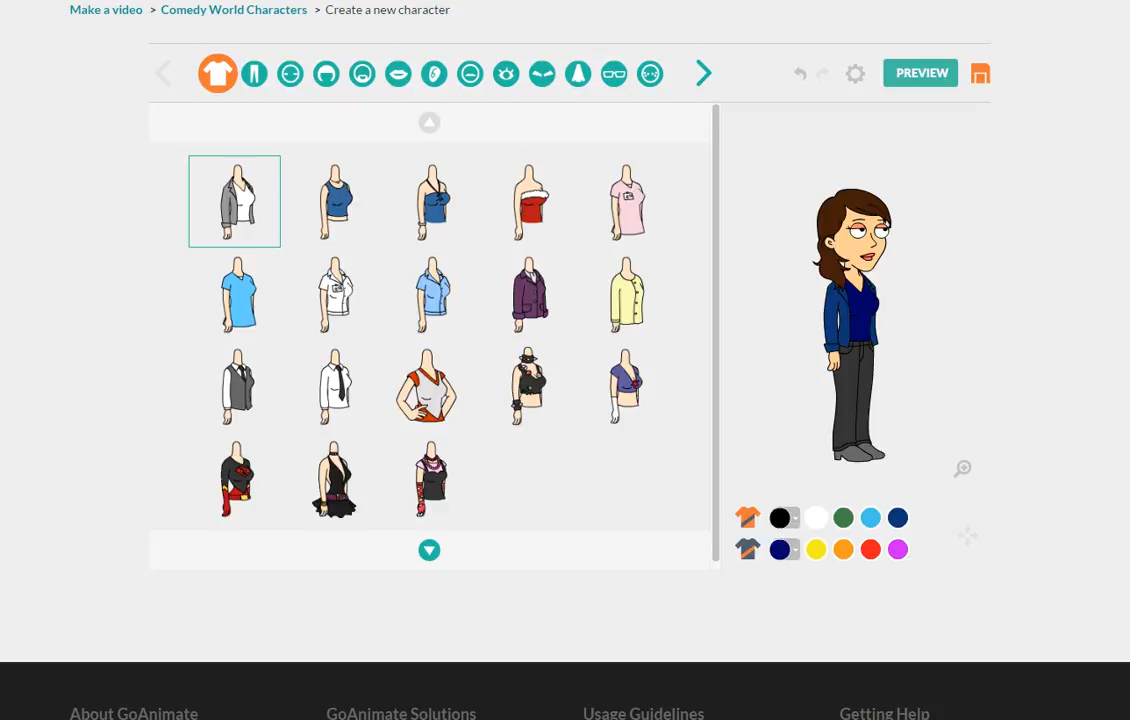 Make a video > Comedy World Characters > Create a new character
PREVIEW
About GoAnimate GoAnimate Solutions Usage Guidelines Getting Help